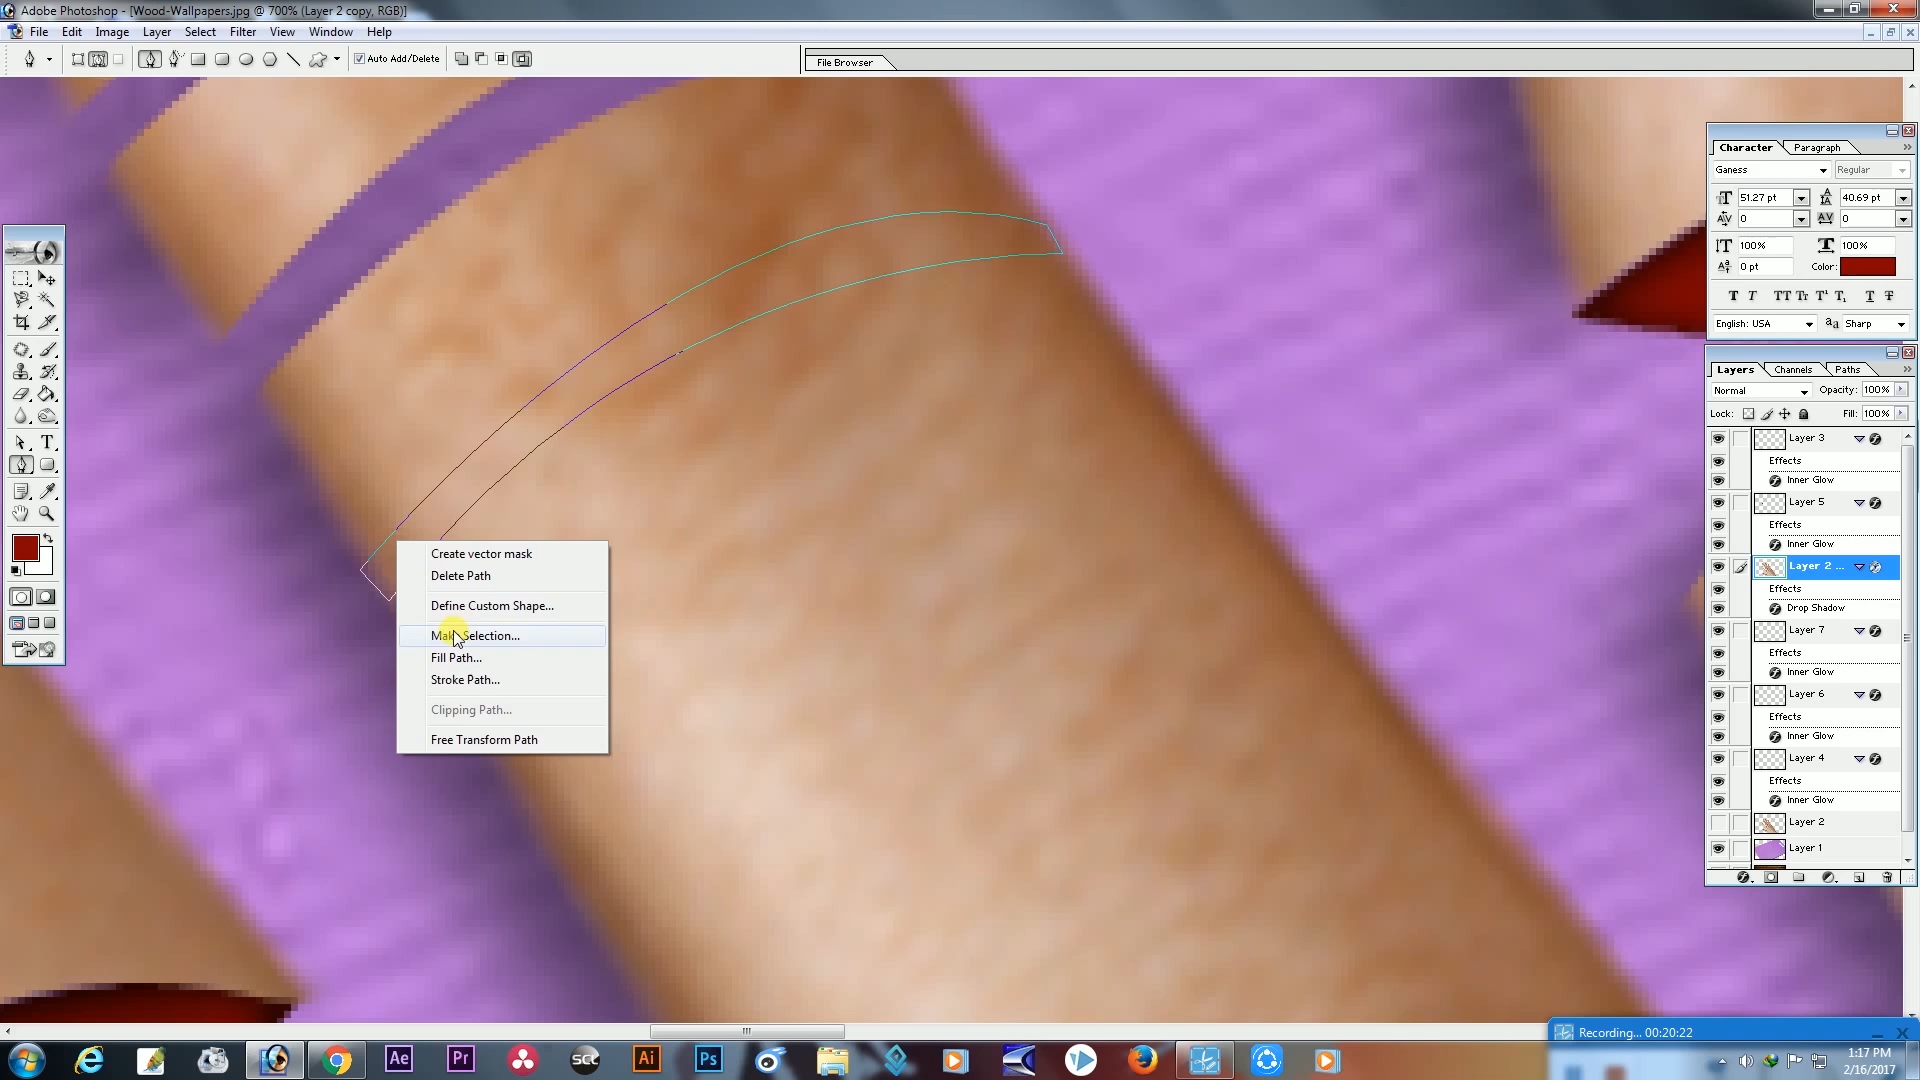 Adobe Photoshop - [Wood-Wallpapers.jpg @ 700% (Layer 2 copy, RGB)]
File Edit Image Layer Select Filter View Window Help
Auto Add/Delete
File Browser
Character Paragraph
Ganess Regular
51.27 pt 40.69 pt
0 0
100% 100%
0 pt Color:
English: USA aa Sharp
Layers Channels Paths
Normal Opacity: 100%
Lock: Fill: 100%
Layer 3
Effects
Inner Glow
Layer 5
Effects
Inner Glow
Layer 2 ...
Effects
Drop Shadow
Layer 7
Effects
Inner Glow
Layer 6
Effects
Inner Glow
Layer 4
Effects
Inner Glow
Layer 2
Layer 1
Create vector mask
Delete Path
Define Custom Shape...
Make Selection...
Fill Path...
Stroke Path...
Clipping Path...
Free Transform Path
Recording... 00:20:22
Ae Pr scL Ai Ps
1:17 PM
2/16/2017